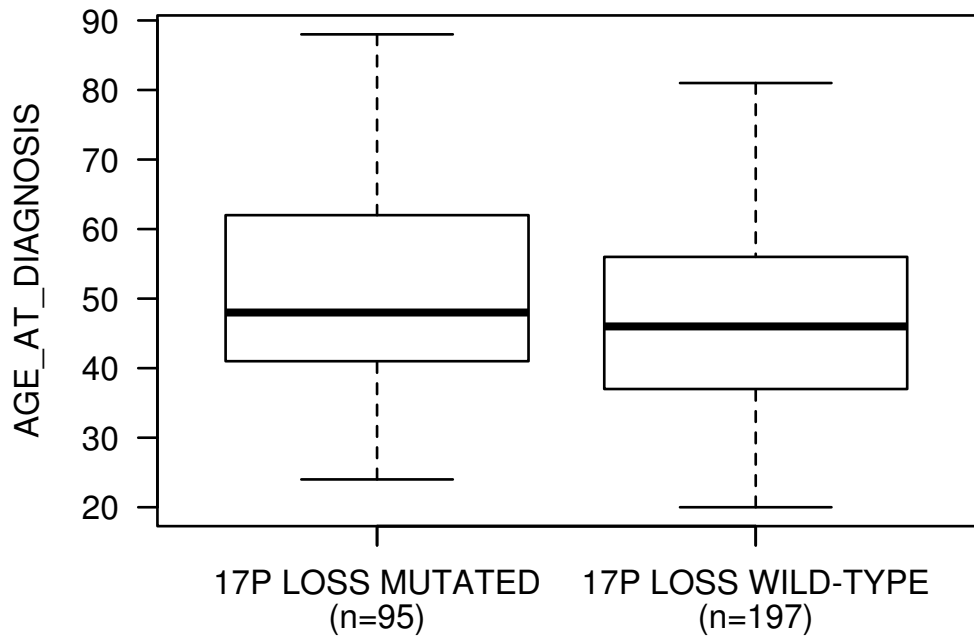 AGE_AT_DIAGNOSIS
90
80
70
60
50
40
30
20
17P LOSS MUTATED
(n=95)
17P LOSS WILD-TYPE
(n=197)